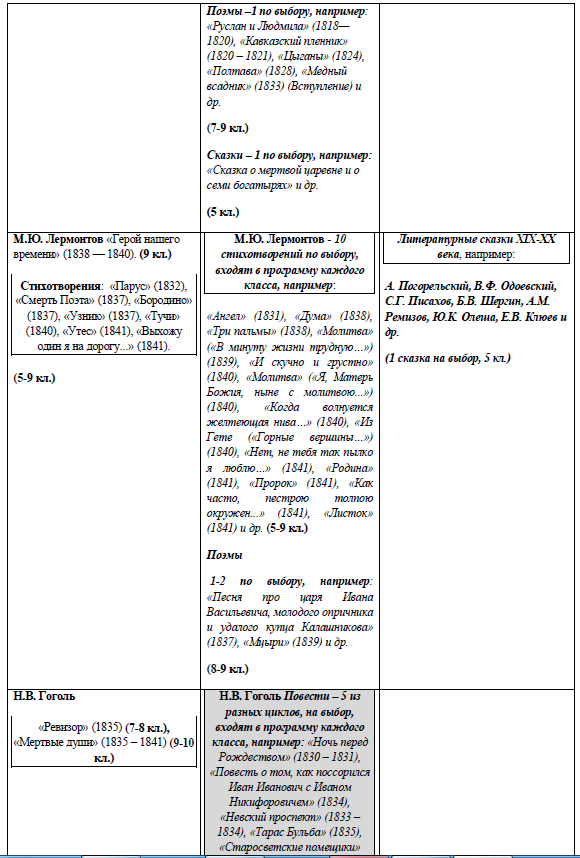 Поэмы –1 по выбору, например:
«Руслан и Людмила» (1818—
1820), «Кавказский пленник»
(1820 – 1821), «Цыганы» (1824),
«Полтава» (1828), «Медный
всадник» (1833) (Вступление) и
др.
(7-9 кл.)
Сказки – 1 по выбору, например:
«Сказка о мертвой царевне и о
семи богатырях» и др.
(5 кл.)
М.Ю. Лермонтов «Герой нашего
времени» (1838 — 1840). (9 кл.)
Стихотворения: «Парус» (1832),
«Смерть Поэта» (1837), «Бородино»
(1837), «Узник» (1837), «Тучи»
(1840), «Утес» (1841), «Выхожу
один я на дорогу...» (1841).
(5-9 кл.)
М.Ю. Лермонтов - 10
стихотворений по выбору,
входят в программу каждого
класса, например:
«Ангел» (1831), «Дума» (1838),
«Три пальмы» (1838), «Молитва»
(«В минуту жизни трудную…»)
(1839), «И скучно и грустно»
(1840), «Молитва» («Я, Матерь
Божия, ныне с молитвою...»)
(1840), «Когда волнуется
желтеющая нива…» (1840), «Из
Гете («Горные вершины…»)
(1840), «Нет, не тебя так пылко
я люблю…» (1841), «Родина»
(1841), «Пророк» (1841), «Как
часто, пестрою толпою
окружен...» (1841), «Листок»
(1841) и др. (5-9 кл.)
Поэмы
1-2 по выбору, например:
«Песня про царя Ивана
Васильевича, молодого опричника
и удалого купца Калашникова»
(1837), «Мцыри» (1839) и др.
(8-9 кл.)
Литературные сказки XIX-ХХ
века, например:
А. Погорельский, В.Ф. Одоевский,
С.Г. Писахов, Б.В. Шергин, А.М.
Ремизов, Ю.К. Олеша, Е.В. Клюев и
др.
(1 сказка на выбор, 5 кл.)
Н.В. Гоголь
«Ревизор» (1835) (7-8 кл.),
«Мертвые души» (1835 – 1841) (9-10
кл.)
Н.В. Гоголь Повести – 5 из
разных циклов, на выбор,
входят в программу каждого
класса, например: «Ночь перед
Рождеством» (1830 – 1831),
«Повесть о том, как поссорился
Иван Иванович с Иваном
Никифоровичем» (1834),
«Невский проспект» (1833 –
1834), «Тарас Бульба» (1835),
«Старосветские помещики»